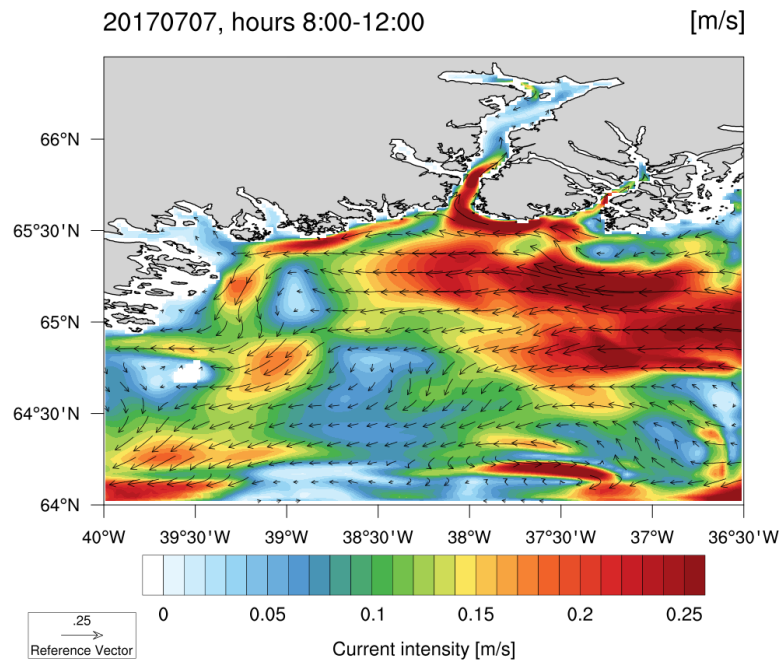 20170707, hours 8:00-12:00 [m/s]
66°N
65°30'N
65°N
64°30'N
64°N
40°W 39°30'W 39°W 38°30'W 38°W 37°30'W 37°W 36°30'W
0 0.05 0.1 0.15 0.2 0.25
.25
Reference Vector
Current intensity [m/s]